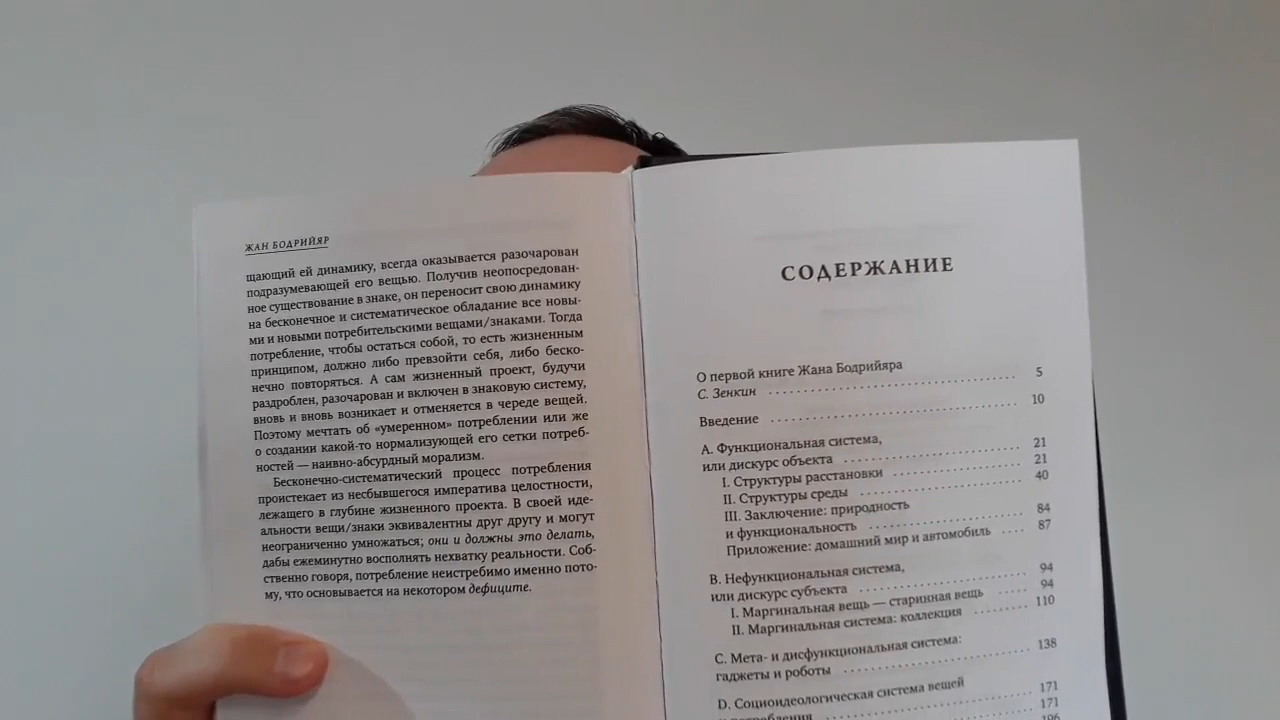 ЖАН БОДРИЙЯР
щающий ей динамику, всегда оказывается разочарован
подразумевающей его вещью. Получив неопосредован-
ное существование в знаке, он переносит свою динамику
на бесконечное и систематическое обладание все новы-
ми и новыми потребительскими вещами/знаками. Тогда
потребление, чтобы остаться собой, то есть жизненным
принципом, должно либо превзойти себя, либо беско-
нечно повторяться. А сам жизненный проект, будучи
раздроблен, разочарован и включен в знаковую систему,
вновь и вновь возникает и отменяется в череде вещей.
Поэтому мечтать об «умеренном» потреблении или же
о создании какой-то нормализующей его сетки потреб-
ностей — наивно-абсурдный морализм.
Бесконечно-систематический процесс потребления
проистекает из несбывшегося императива целостности,
лежащего в глубине жизненного проекта. В своей иде-
альности вещи/знаки эквивалентны друг другу и могут
неограниченно умножаться; они и должны это делать,
дабы ежеминутно восполнять нехватку реальности. Соб-
ственно говоря, потребление неистребимо именно пото-
му, что основывается на некотором дефиците.
СОДЕРЖАНИЕ
О первой книге Жана Бодрийяра
С. Зенкин 5
Введение 10
А. Функциональная система,
или дискурс объекта 21
I. Структуры расстановки 21
II. Структуры среды 40
III. Заключение: природность
и функциональность 84
Приложение: домашний мир и автомобиль 87
В. Нефункциональная система,
или дискурс субъекта 94
I. Маргинальная вещь — старинная вещь 94
II. Маргинальная система: коллекция 110
С. Мета- и дисфункциональная система:
гаджеты и роботы 138
D. Социоидеологическая система вещей 171
и потребления 171